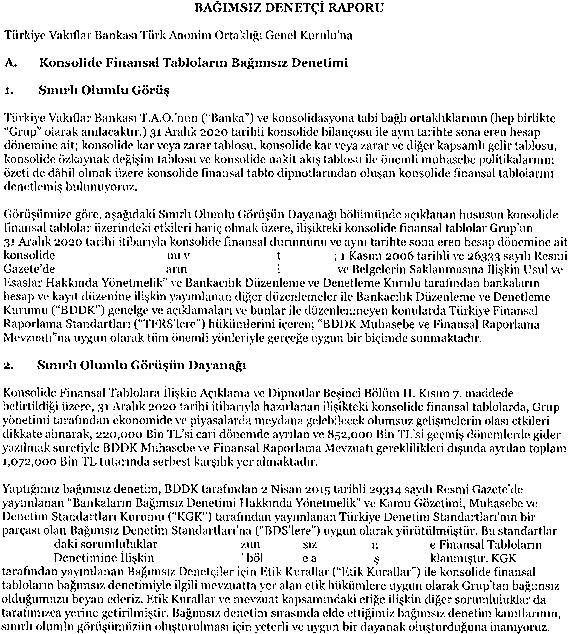 BAĞIMSIZ DENETÇİ RAPORU
Türkiye Vakıflar Bankası Türk Anonim Ortaklığı Genel Kurulu'na
A. Konsolide Finansal Tabloların Bağımsız Denetimi
1. Sınırlı Olumlu Görüş
Türkiye Vakıflar Bankası T.A.O.'nun ("Banka") ve konsolidasyona tabi bağlı ortaklıklarının (hep birlikte
"Grup" olarak anılacaktır.) 31 Aralık 2020 tarihli konsolide bilançosu ile aynı tarihte sona eren hesap
dönemine ait; konsolide kar veya zarar tablosu, konsolide kar veya zarar ve diğer kapsamlı gelir tablosu,
konsolide özkaynak değişim tablosu ve konsolide nakit akış tablosu ile önemli muhasebe politikalarının
özeti de dâhil olmak üzere konsolide finansal tablo dipnotlarından oluşan konsolide finansal tablolarını
denetlemiş bulunuyoruz.
Görüşümüze göre, aşağıdaki Sınırlı Olumlu Görüşün Dayanağı bölümünde açıklanan hususun konsolide
finansal tablolar üzerindeki etkileri hariç olmak üzere, ilişikteki konsolide finansal tablolar Grup'un
31 Aralık 2020 tarihi itibarıyla konsolide finansal durumunu ve aynı tarihte sona eren hesap dönemine ait
konsolide ; 1 Kasım 2006 tarihli ve 26333 sayılı Resmi
Gazete'de ve Belgelerin Saklanmasına İlişkin Usul ve
Esaslar Hakkında Yönetmelik" ve Bankacılık Düzenleme ve Denetleme Kurulu tarafından bankaların
hesap ve kayıt düzenine ilişkin yayımlanan diğer düzenlemeler ile Bankacılık Düzenleme ve Denetleme
Kurumu ("BDDK") genelge ve açıklamaları ve bunlar ile düzenlenmeyen konularda Türkiye Finansal
Raporlama Standartları ("TFRS'lere") hükümlerini içeren; "BDDK Muhasebe ve Finansal Raporlama
Mevzuatı"na uygun olarak tüm önemli yönleriyle gerçeğe uygun bir biçimde sunmaktadır.
2. Sınırlı Olumlu Görüşün Dayanağı
Konsolide Finansal Tablolara İlişkin Açıklama ve Dipnotlar Beşinci Bölüm II. Kısım 7. maddede
belirtildiği üzere, 31 Aralık 2020 tarihi itibarıyla hazırlanan ilişikteki konsolide finansal tablolarda, Grup
yönetimi tarafından ekonomide ve piyasalarda meydana gelebilecek olumsuz gelişmelerin olası etkileri
dikkate alınarak, 220,000 Bin TL'si cari dönemde ayrılan ve 852,000 Bin TL'si geçmiş dönemlerde gider
yazılmak suretiyle BDDK Muhasebe ve Finansal Raporlama Mevzuatı gereklilikleri dışında ayrılan toplam
1,072,000 Bin TL tutarında serbest karşılık yer almaktadır.
Yaptığımız bağımsız denetim, BDDK tarafından 2 Nisan 2015 tarihli 29314 sayılı Resmi Gazete'de
yayımlanan "Bankaların Bağımsız Denetimi Hakkında Yönetmelik" ve Kamu Gözetimi, Muhasebe ve
Denetim Standartları Kurumu ("KGK") tarafından yayımlanan Türkiye Denetim Standartları'nın bir
parçası olan Bağımsız Denetim Standartları'na ("BDS'lere") uygun olarak yürütülmüştür. Bu standartlar
daki sorumluluklar e Finansal Tabloların
Denetimine İlişkin klanmıştır. KGK
tarafından yayımlanan Bağımsız Denetçiler için Etik Kurallar ("Etik Kurallar") ile konsolide finansal
tabloların bağımsız denetimiyle ilgili mevzuatta yer alan etik hükümlere uygun olarak Grup'tan bağımsız
olduğumuzu beyan ederiz. Etik Kurallar ve mevzuat kapsamındaki etiğe ilişkin diğer sorumluluklar da
tarafımızca yerine getirilmiştir. Bağımsız denetim sırasında elde ettiğimiz bağımsız denetim kanıtlarının,
sınırlı olumlu görüşümüzün oluşturulması için yeterli ve uygun bir dayanak oluşturduğuna inanıyoruz.